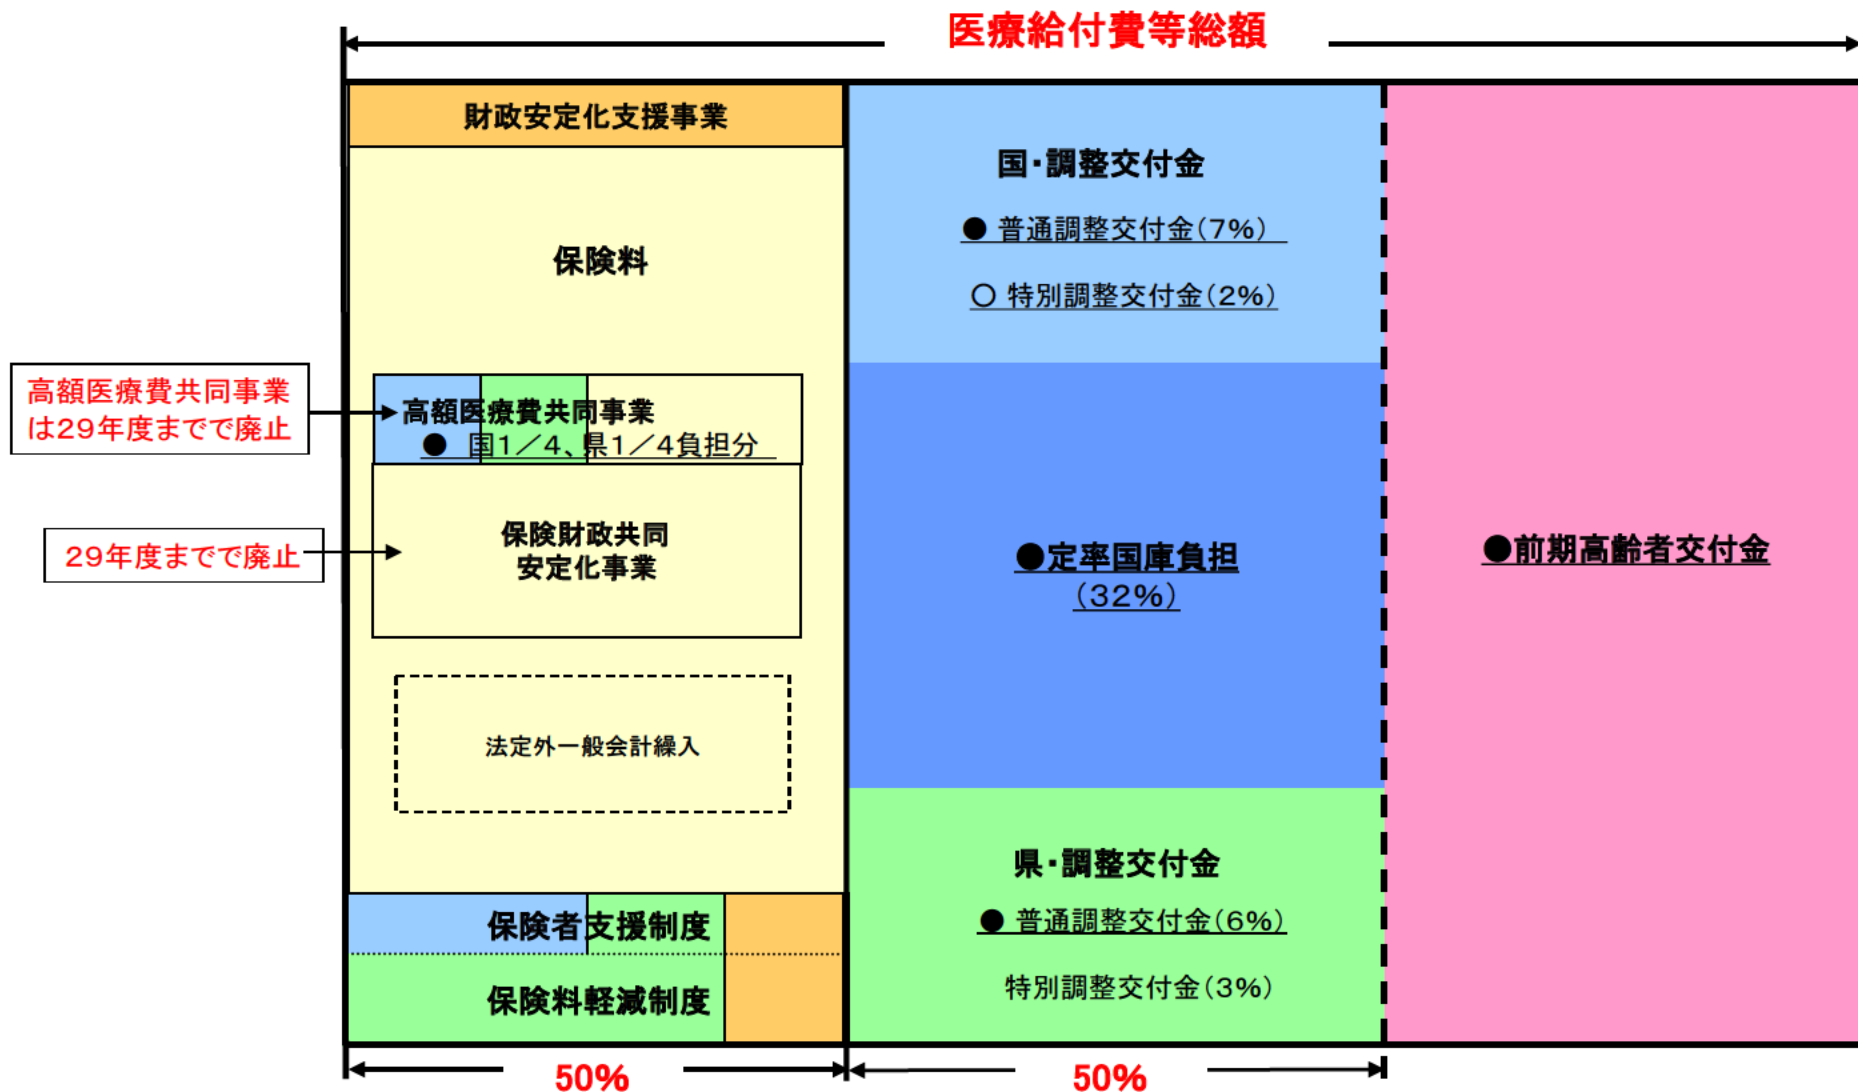 医療給付費等総額
財政安定化支援事業
保険料
高額医療費共同事業
は29年度までで廃止
高額医療費共同事業
● 国1/4、県1/4負担分
29年度までで廃止
保険財政共同
安定化事業
法定外一般会計繰入
保険者支援制度
保険料軽減制度
国・調整交付金
● 普通調整交付金(7%)
○ 特別調整交付金(2%)
●定率国庫負担
(32%)
県・調整交付金
● 普通調整交付金(6%)
特別調整交付金(3%)
●前期高齢者交付金
50%
50%